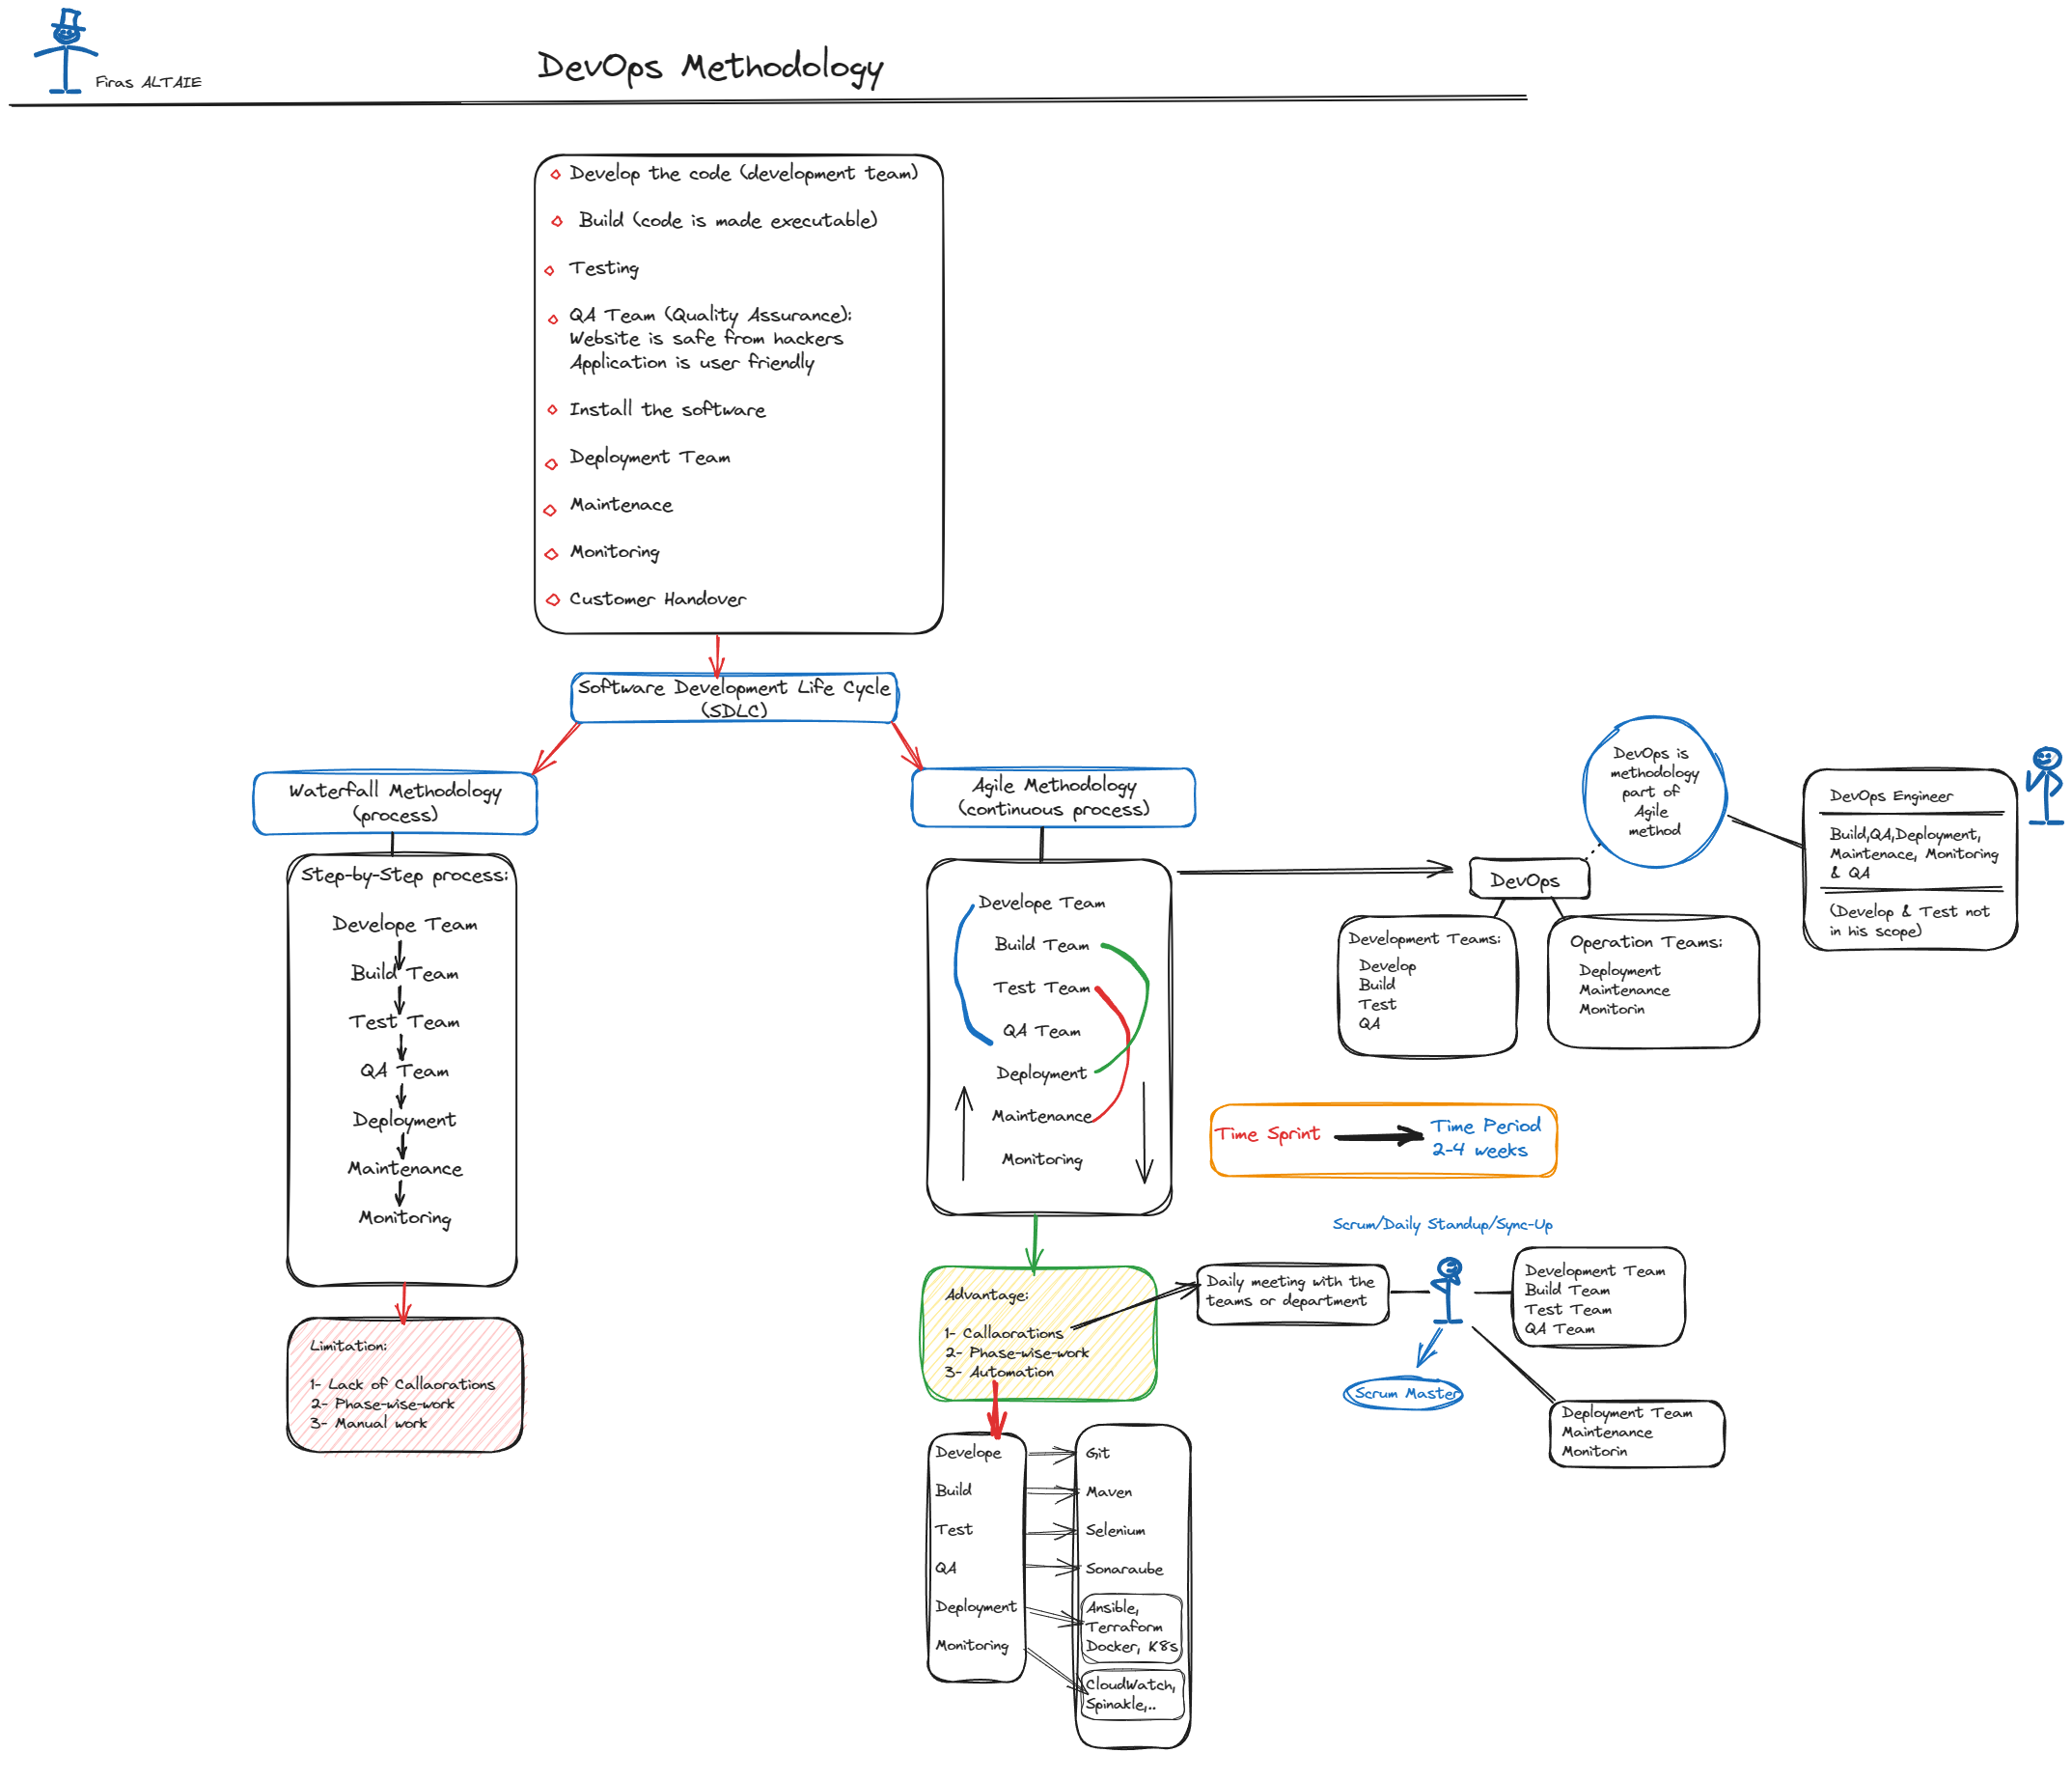 Firas ALTAIE
DevOps Methodology
Develop the code (development team)
Build (code is made executable)
Testing
QA Team (Quality Assurance):
Website is safe from hackers
Application is user friendly
Install the software
Deployment Team
Maintenace
Monitoring
Customer Handover
Software Development Life Cycle
(SDLC)
Waterfall Methodology
(process)
Step-by-Step process:
Develope Team
Build Team
Test Team
QA Team
Deployment
Maintenance
Monitoring
Limitation:
1- Lack of Callaorations
2- Phase-wise-work
3- Manual work
Agile Methodology
(continuous process)
Develope Team
Build Team
Test Team
QA Team
Deployment
Maintenance
Monitoring
DevOps is
methodology
part of
Agile
method
DevOps
Development Teams:
Develop
Build
Test
QA
Operation Teams:
Deployment
Maintenance
Monitorin
DevOps Engineer
Build,QA,Deployment,
Maintenace, Monitoring
& QA
(Develop & Test not
in his scope)
Time Sprint
Time Period
2-4 weeks
Scrum/Daily Standup/Sync-Up
Advantage:
1- Callaorations
2- Phase-wise-work
3- Automation
Daily meeting with the
teams or department
Scrum Master
Development Team
Build Team
Test Team
QA Team
Deployment Team
Maintenance
Monitorin
Develope
Build
Test
QA
Deployment
Monitoring
Git
Maven
Selenium
Sonaraube
Ansible,
Terraform
Docker, K8s
CloudWatch,
Spinakle,..